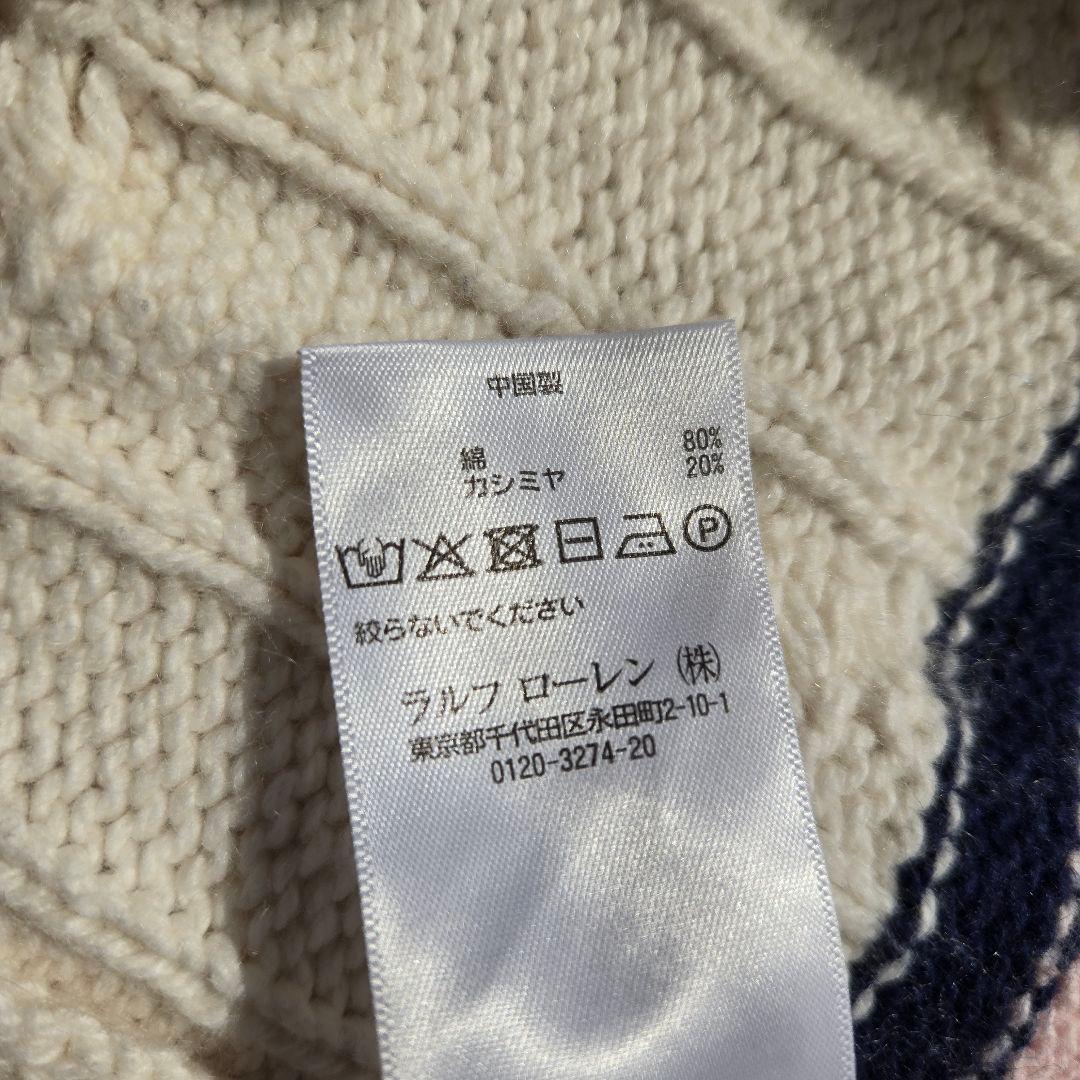 中国製
綿 80%
カシミヤ 20%
P
絞らないでください
ラルフ ローレン (株)
東京都千代田区永田町2-10-1
0120-3274-20